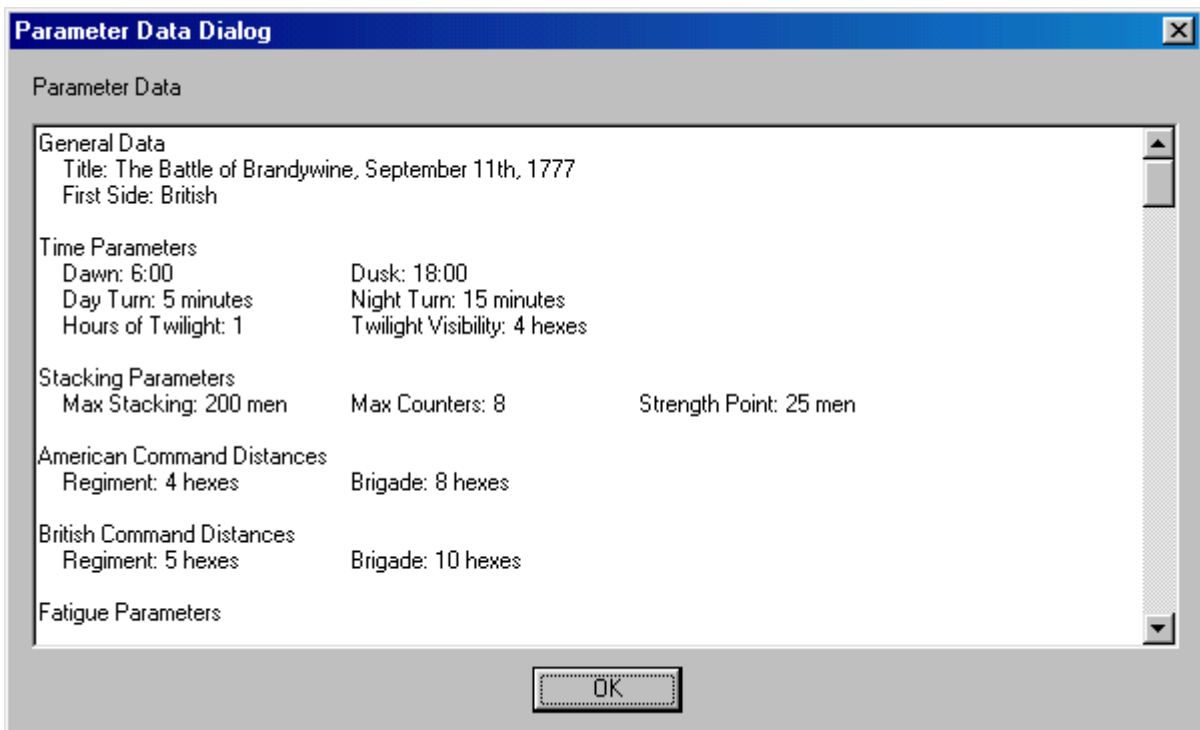 Parameter Data Dialog
Parameter Data
General Data
Title: The Battle of Brandywine, September 11th, 1777
First Side: British
Time Parameters
Dawn: 6:00 Dusk: 18:00
Day Turn: 5 minutes Night Turn: 15 minutes
Hours of Twilight: 1 Twilight Visibility: 4 hexes
Stacking Parameters
Max Stacking: 200 men Max Counters: 8 Strength Point: 25 men
American Command Distances
Regiment: 4 hexes Brigade: 8 hexes
British Command Distances
Regiment: 5 hexes Brigade: 10 hexes
Fatigue Parameters
OK